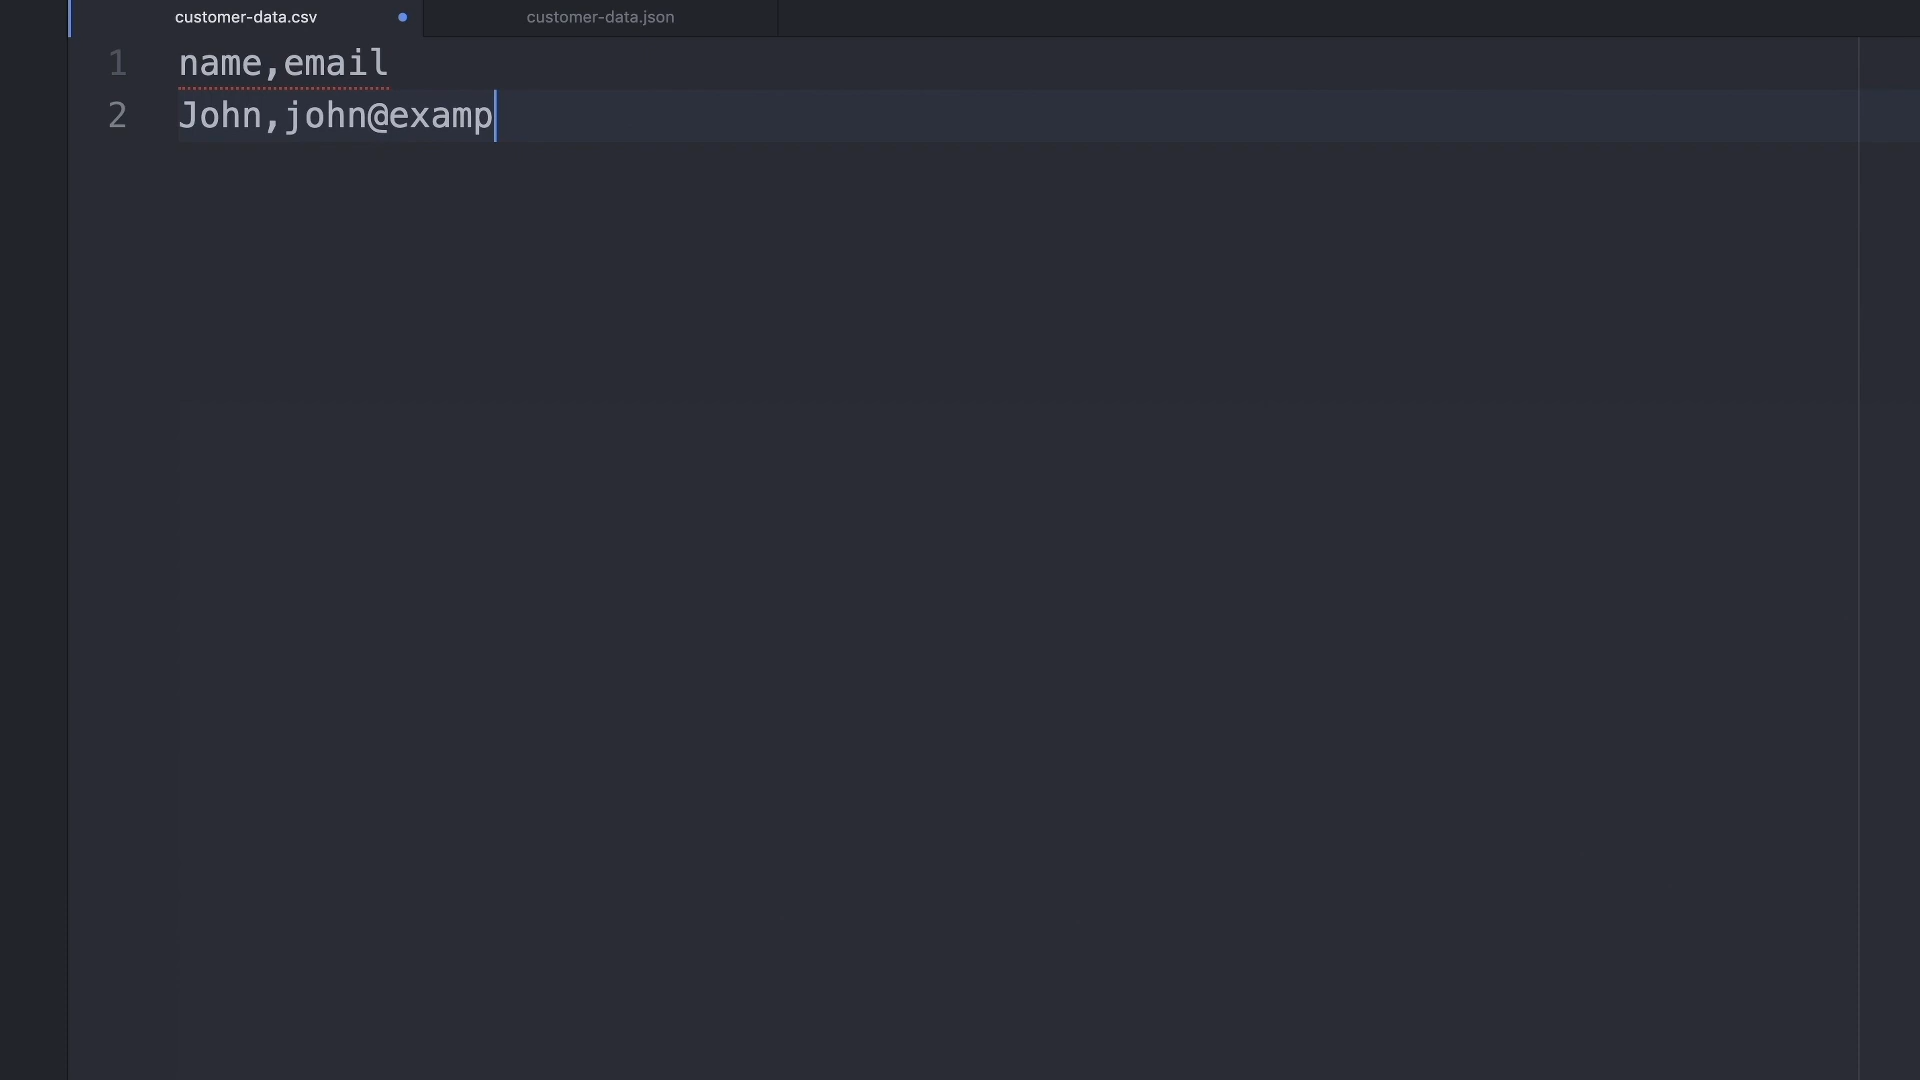 customer-data.csv
customer-data.json
1 name,email
2 John,john@examp